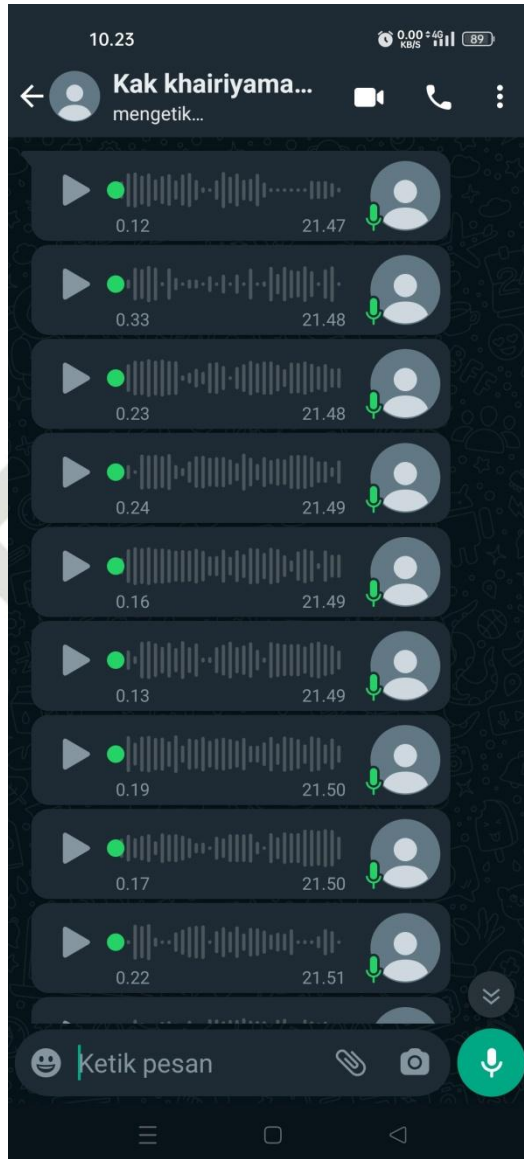 10.23
0.00 KB/S 4G 89
Kak khairiyama...
mengetik...
0.12 21.47
0.33 21.48
0.23 21.48
0.24 21.49
0.16 21.49
0.13 21.49
0.19 21.50
0.17 21.50
0.22 21.51
Ketik pesan